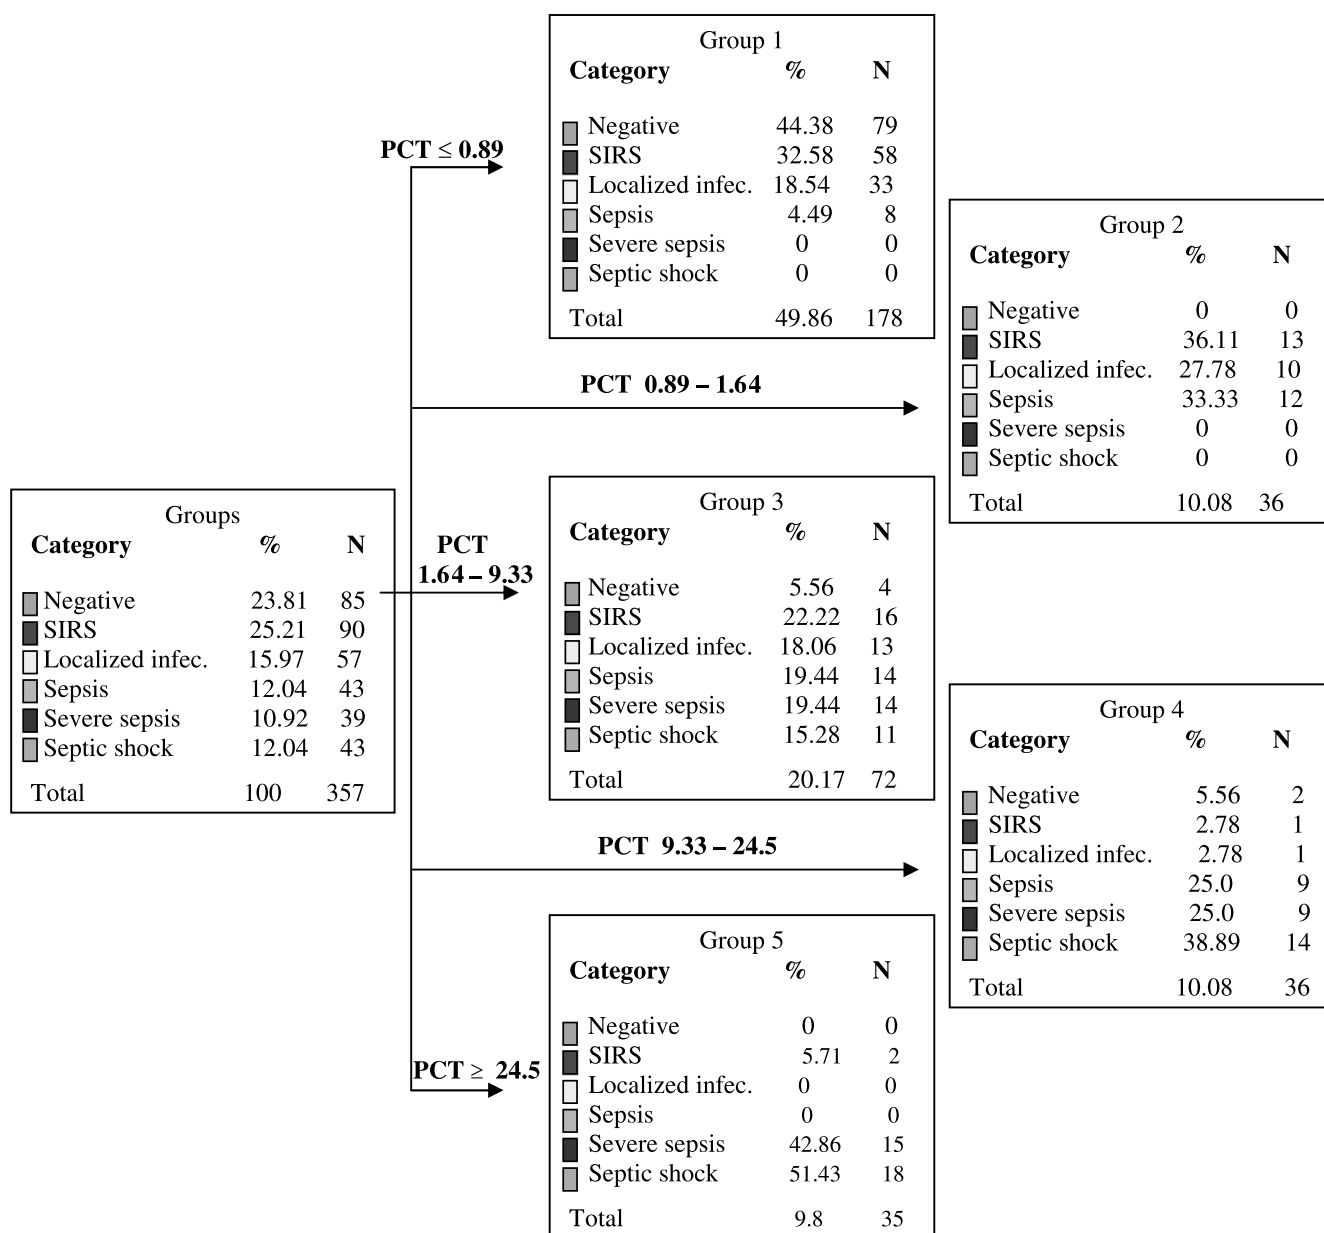 Group 1
Category % N
Negative 44.38 79
SIRS 32.58 58
Localized infec. 18.54 33
Sepsis 4.49 8
Severe sepsis 0 0
Septic shock 0 0
Total 49.86 178
PCT ≤ 0.89
Group 2
Category % N
Negative 0 0
SIRS 36.11 13
Localized infec. 27.78 10
Sepsis 33.33 12
Severe sepsis 0 0
Septic shock 0 0
Total 10.08 36
PCT 0.89 – 1.64
Groups
Category % N
Negative 23.81 85
SIRS 25.21 90
Localized infec. 15.97 57
Sepsis 12.04 43
Severe sepsis 10.92 39
Septic shock 12.04 43
Total 100 357
PCT
1.64 – 9.33
Group 3
Category % N
Negative 5.56 4
SIRS 22.22 16
Localized infec. 18.06 13
Sepsis 19.44 14
Severe sepsis 19.44 14
Septic shock 15.28 11
Total 20.17 72
PCT 9.33 – 24.5
Group 4
Category % N
Negative 5.56 2
SIRS 2.78 1
Localized infec. 2.78 1
Sepsis 25.0 9
Severe sepsis 25.0 9
Septic shock 38.89 14
Total 10.08 36
PCT ≥ 24.5
Group 5
Category % N
Negative 0 0
SIRS 5.71 2
Localized infec. 0 0
Sepsis 0 0
Severe sepsis 42.86 15
Septic shock 51.43 18
Total 9.8 35